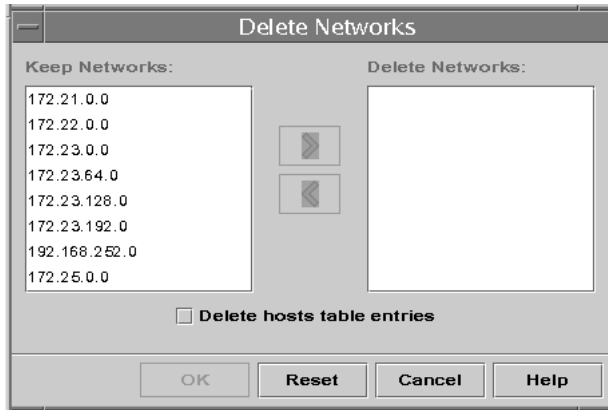 Delete Networks
Keep Networks:
Delete Networks:
172.21.0.0
172.22.0.0
172.23.0.0
172.23.64.0
172.23.128.0
172.23.192.0
192.168.252.0
172.25.0.0
Delete hosts table entries
OK
Reset
Cancel
Help